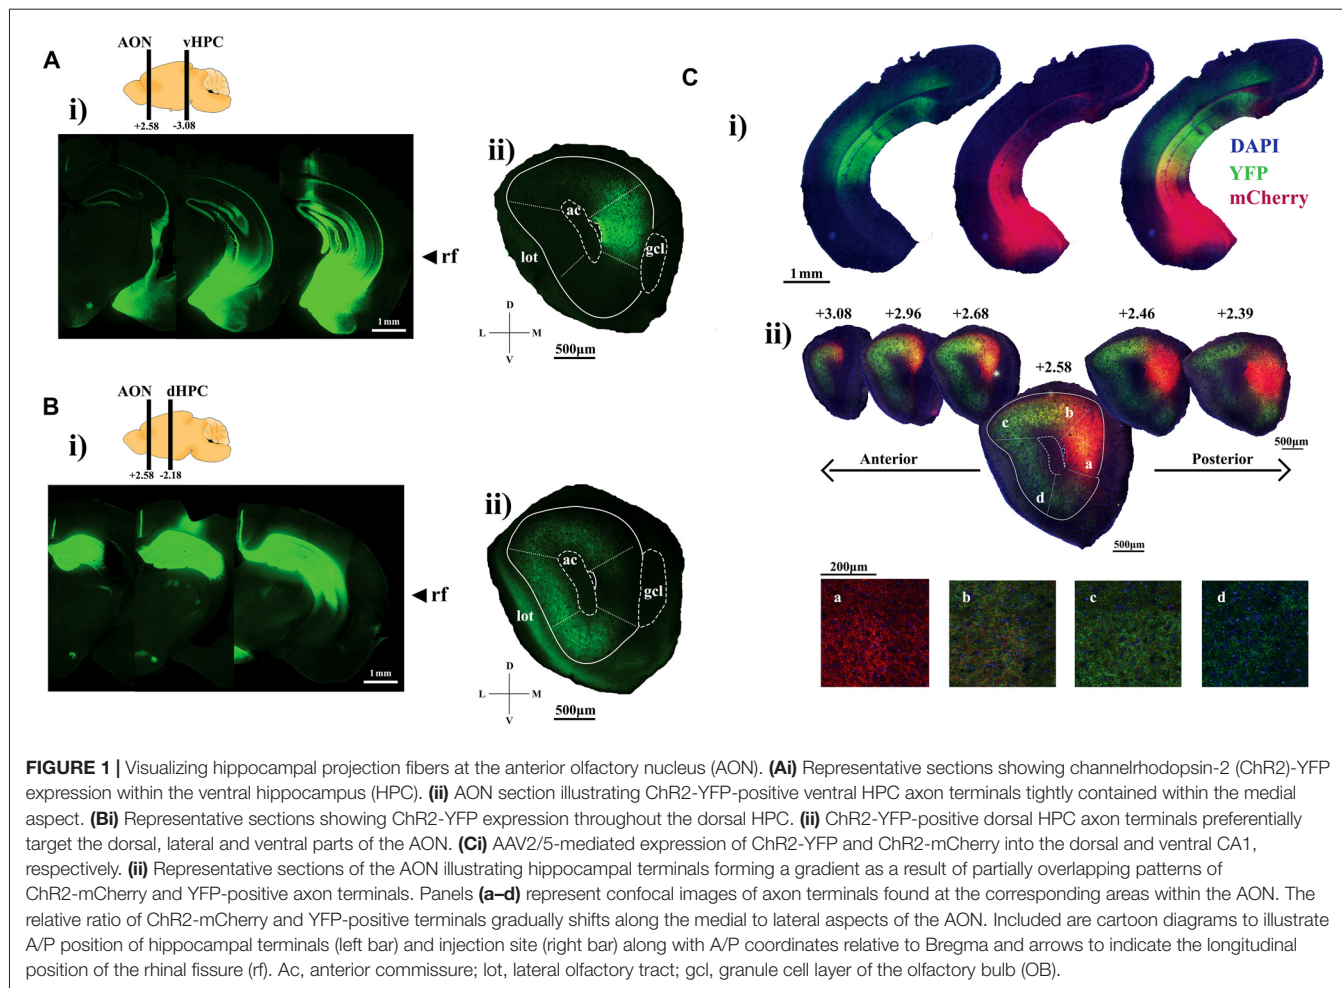 A
AON vHPC
i)
+2.58 -3.08
1mm
rf
ii)
ac
lot
gcl
D
L M
V
500µm
B
AON dHPC
i)
+2.58 -2.18
1mm
rf
ii)
ac
lot
gcl
D
L M
V
500µm
C
i)
DAPI
YFP
mCherry
1mm
ii)
+3.08 +2.96 +2.68 +2.58 +2.46 +2.39
b
c
a
d
500µm
Anterior Posterior
500µm
200µm
a b c d
FIGURE 1 | Visualizing hippocampal projection fibers at the anterior olfactory nucleus (AON). (Ai) Representative sections showing channelrhodopsin-2 (ChR2)-YFP
expression within the ventral hippocampus (HPC). (ii) AON section illustrating ChR2-YFP-positive ventral HPC axon terminals tightly contained within the medial
aspect. (Bi) Representative sections showing ChR2-YFP expression throughout the dorsal HPC. (ii) ChR2-YFP-positive dorsal HPC axon terminals preferentially
target the dorsal, lateral and ventral parts of the AON. (Ci) AAV2/5-mediated expression of ChR2-YFP and ChR2-mCherry into the dorsal and ventral CA1,
respectively. (ii) Representative sections of the AON illustrating hippocampal terminals forming a gradient as a result of partially overlapping patterns of
ChR2-mCherry and YFP-positive axon terminals. Panels (a–d) represent confocal images of axon terminals found at the corresponding areas within the AON. The
relative ratio of ChR2-mCherry and YFP-positive terminals gradually shifts along the medial to lateral aspects of the AON. Included are cartoon diagrams to illustrate
A/P position of hippocampal terminals (left bar) and injection site (right bar) along with A/P coordinates relative to Bregma and arrows to indicate the longitudinal
position of the rhinal fissure (rf). Ac, anterior commissure; lot, lateral olfactory tract; gcl, granule cell layer of the olfactory bulb (OB).